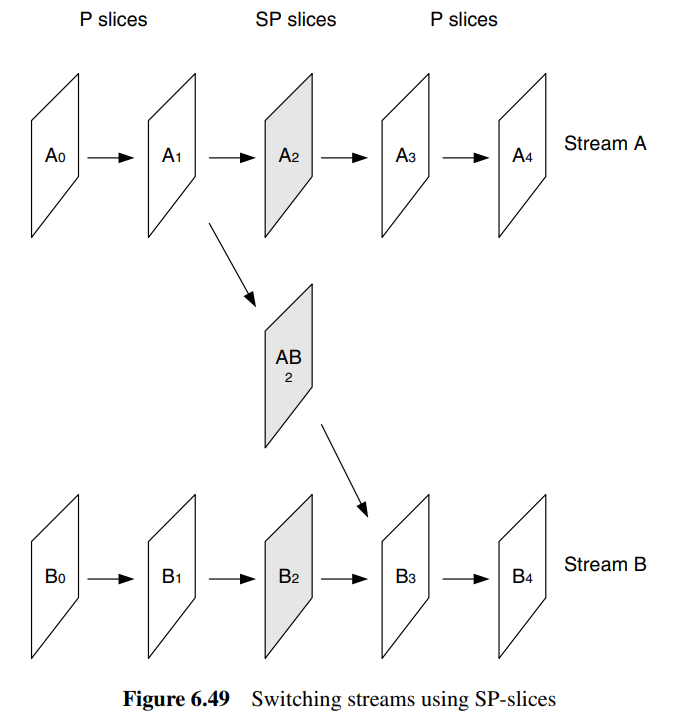 P slices SP slices P slices
A0 A1 A2 A3 A4 Stream A
AB
2
B0 B1 B2 B3 B4 Stream B
Figure 6.49 Switching streams using SP-slices